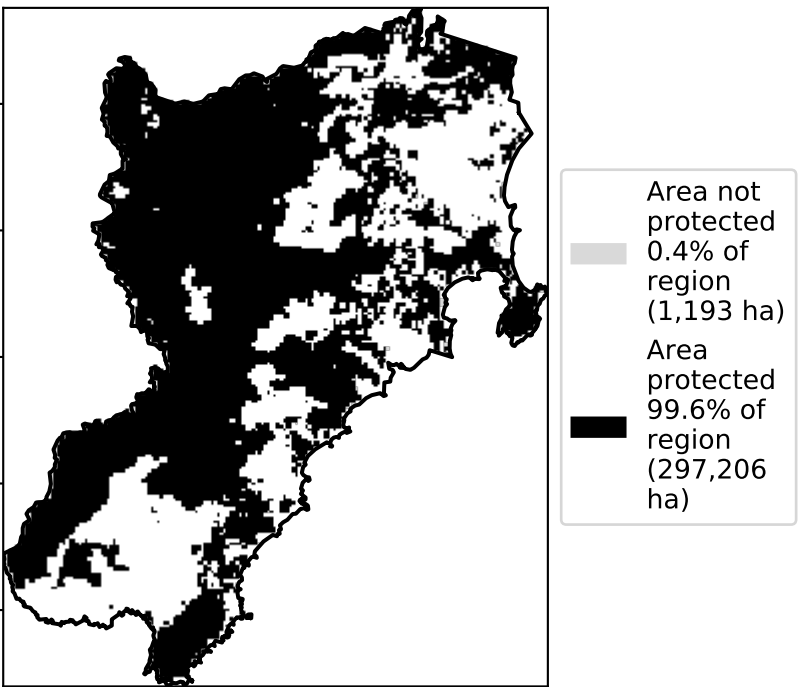 Area not
protected
0.4% of
region
(1,193 ha)
Area
protected
99.6% of
region
(297,206
ha)